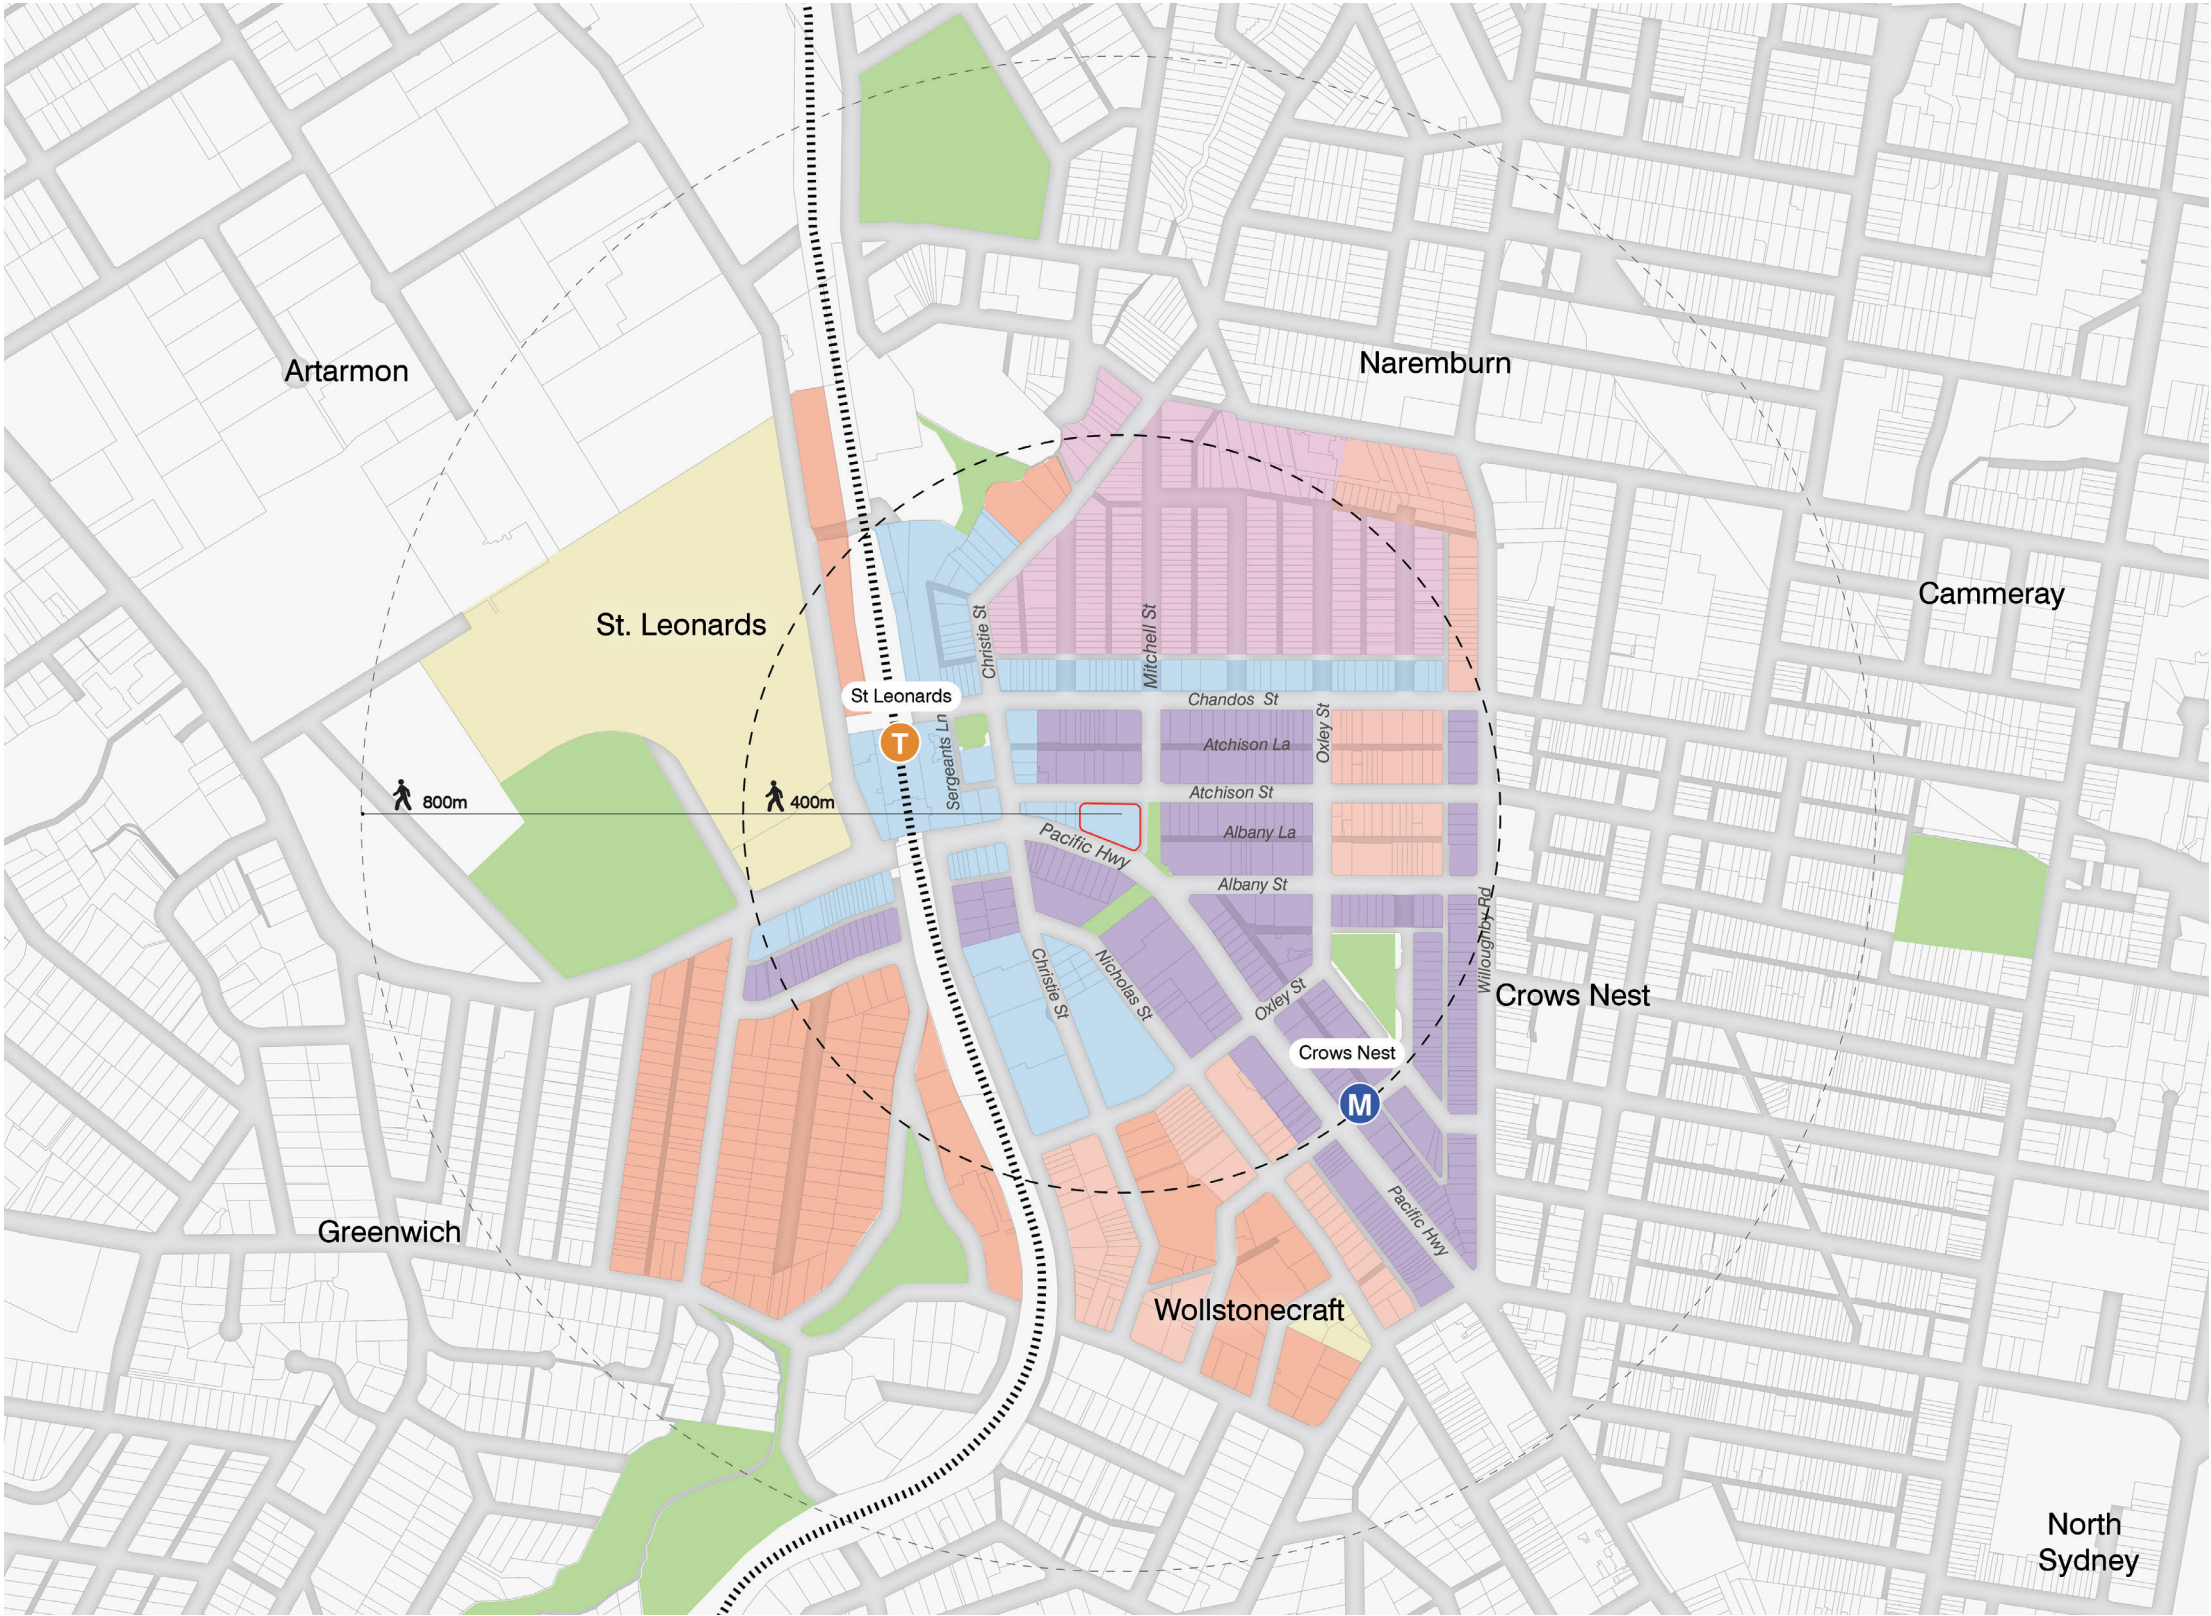 Artarmon
Naremburn
St. Leonards
Cammeray
Christie St
Mitchell St
St Leonards
T
Chandos St
Sergeants Ln
Oxley St
Atchison La
800m
400m
Atchison St
Pacific Hwy
Albany La
Albany St
Willoughby Rd
Christie St
Nicholas St
Oxley St
Crows Nest
Crows Nest
M
Pacific Hwy
Greenwich
Wollstonecraft
North
Sydney